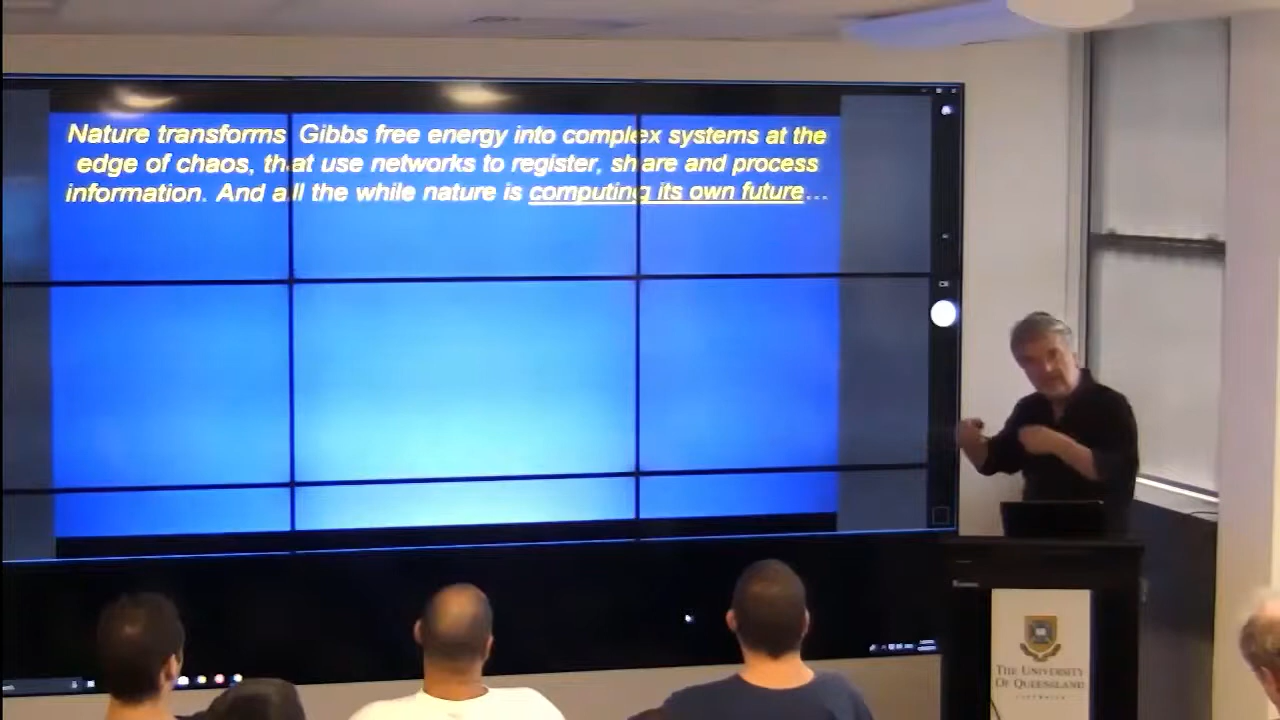 Nature transforms Gibbs free energy into complex systems at the
edge of chaos, that use networks to register, share and process
information. And all the while nature is computing its own future...
THE UNIVERSITY
OF QUEENSLAND